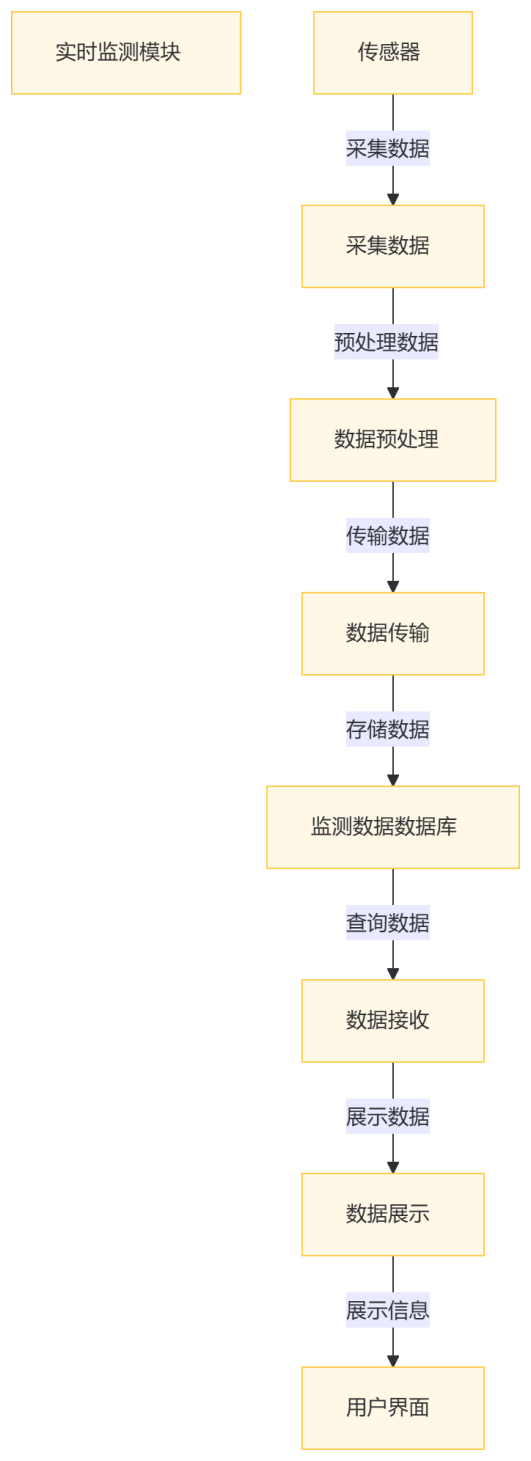 实时监测模块
传感器
采集数据
采集数据
预处理数据
数据预处理
传输数据
数据传输
存储数据
监测数据数据库
查询数据
数据接收
展示数据
数据展示
展示信息
用户界面